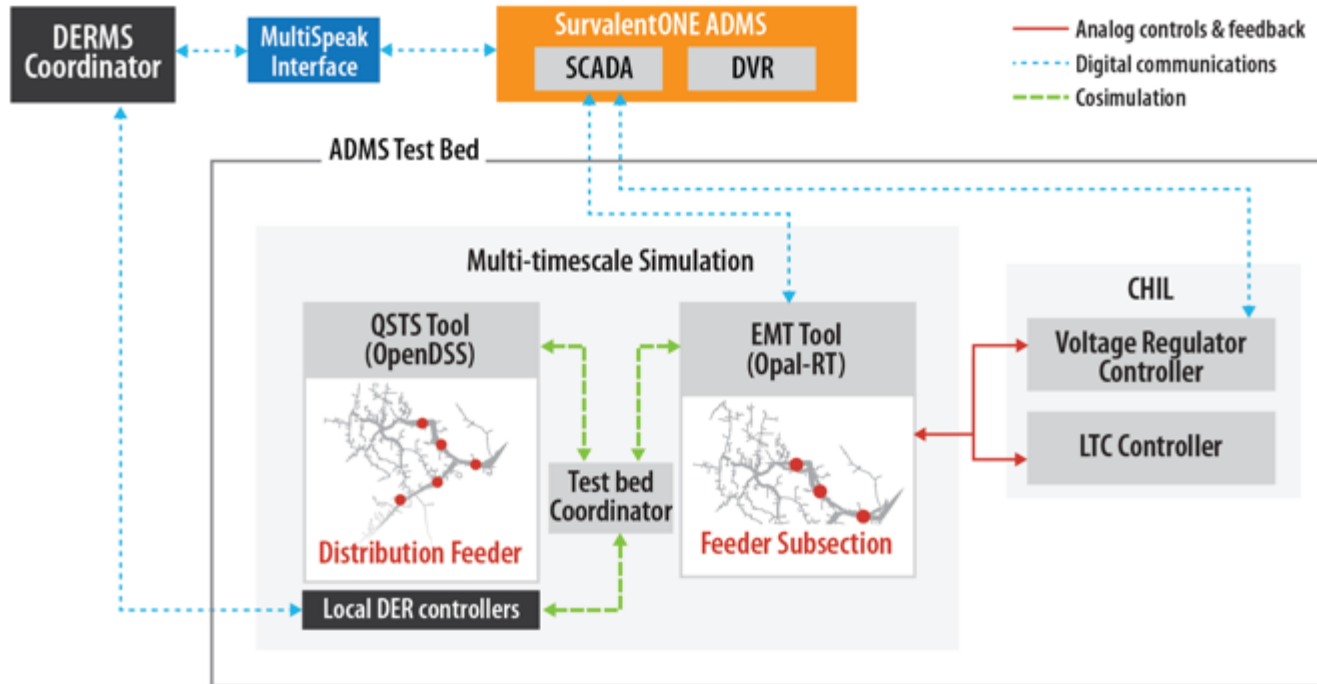 DERMS
Coordinator
MultiSpeak
Interface
SurvalentONE ADMS
SCADA
DVR
Analog controls & feedback
Digital communications
Cosimulation
ADMS Test Bed
Multi-timescale Simulation
QSTS Tool
(OpenDSS)
Distribution Feeder
Local DER controllers
Test bed
Coordinator
EMT Tool
(Opal-RT)
Feeder Subsection
CHIL
Voltage Regulator
Controller
LTC Controller